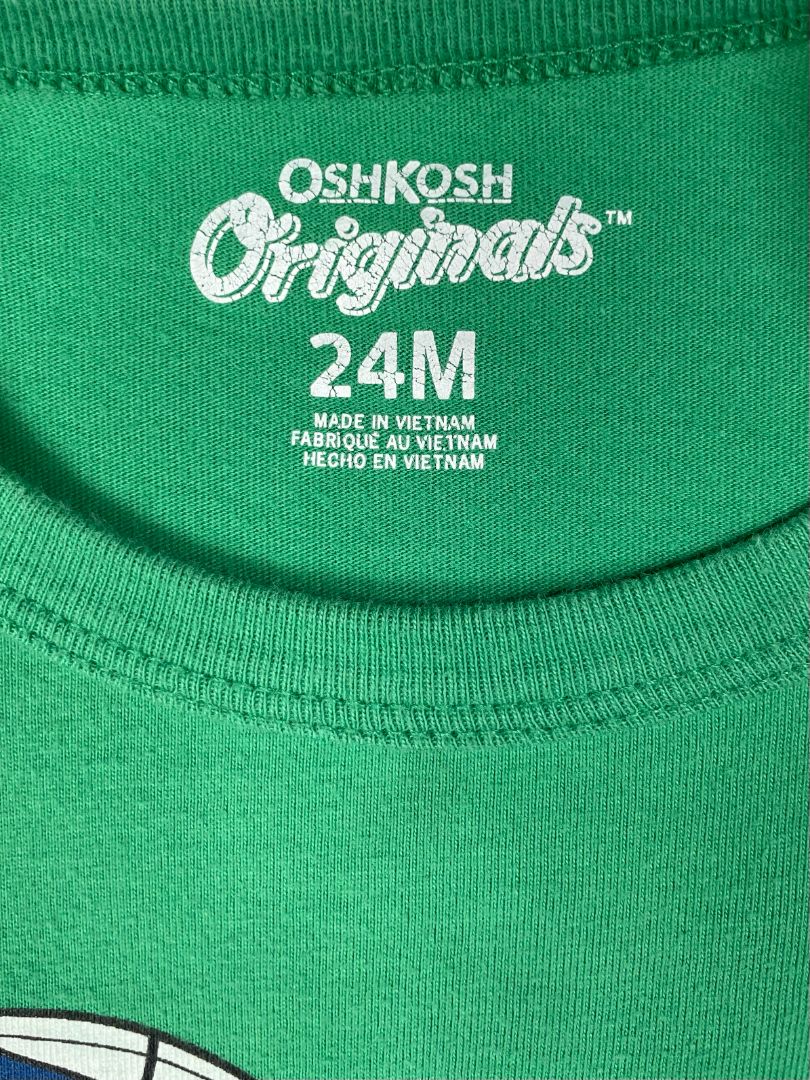 OSHKOSH
Originals™
24M
MADE IN VIETNAM
FABRIQUÉ AU VIETNAM
HECHO EN VIETNAM